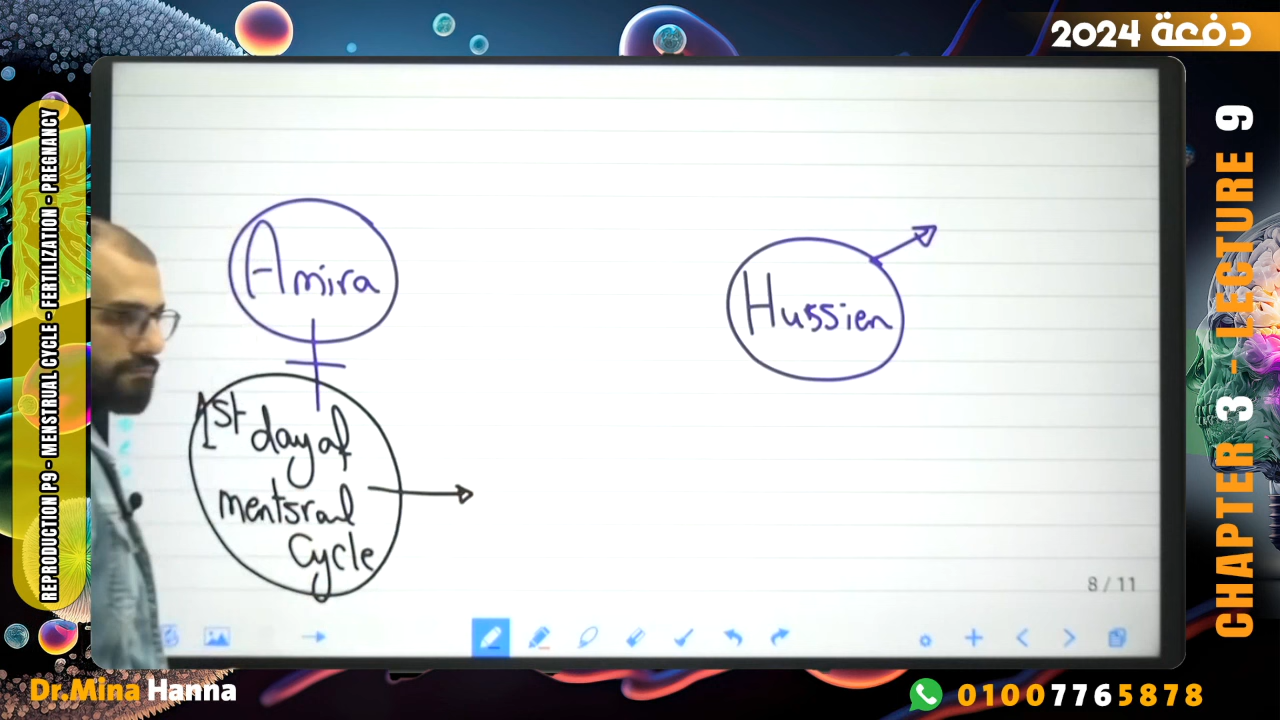 دفعة 2024
REPRODUCTION P9 - MENSTRUAL CYCLE - FERTILIZATION - PREGNANCY
CHAPTER 3 - LECTURE 9
Amira
Hussien
1st day of
mentsraul
Cycle
8 / 11
Dr.Mina Hanna
01007765878